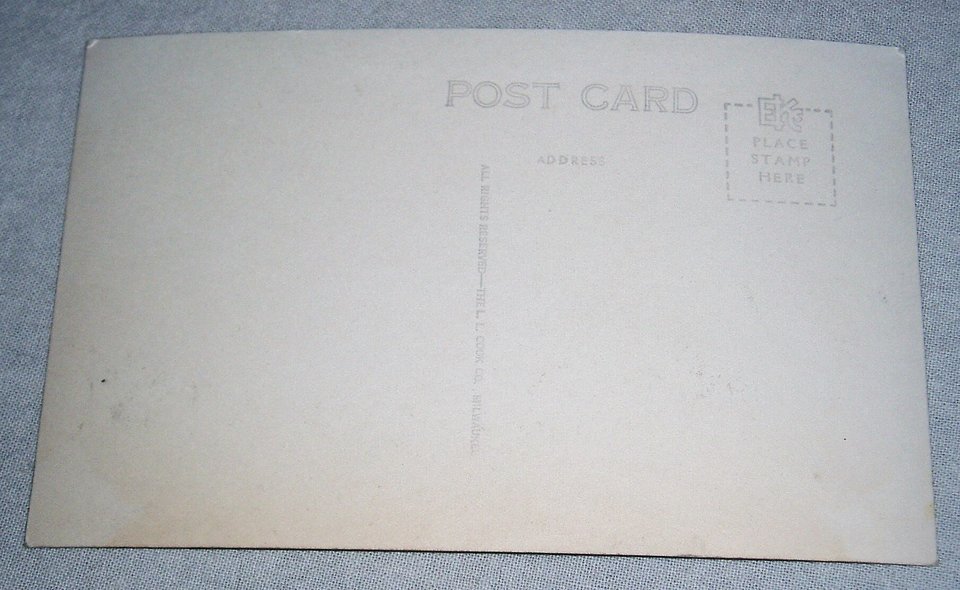 POST CARD
EKC
PLACE
STAMP
HERE
ADDRESS
ALL RIGHTS RESERVED—THE L. L. COOK CO. MILWAUKEE